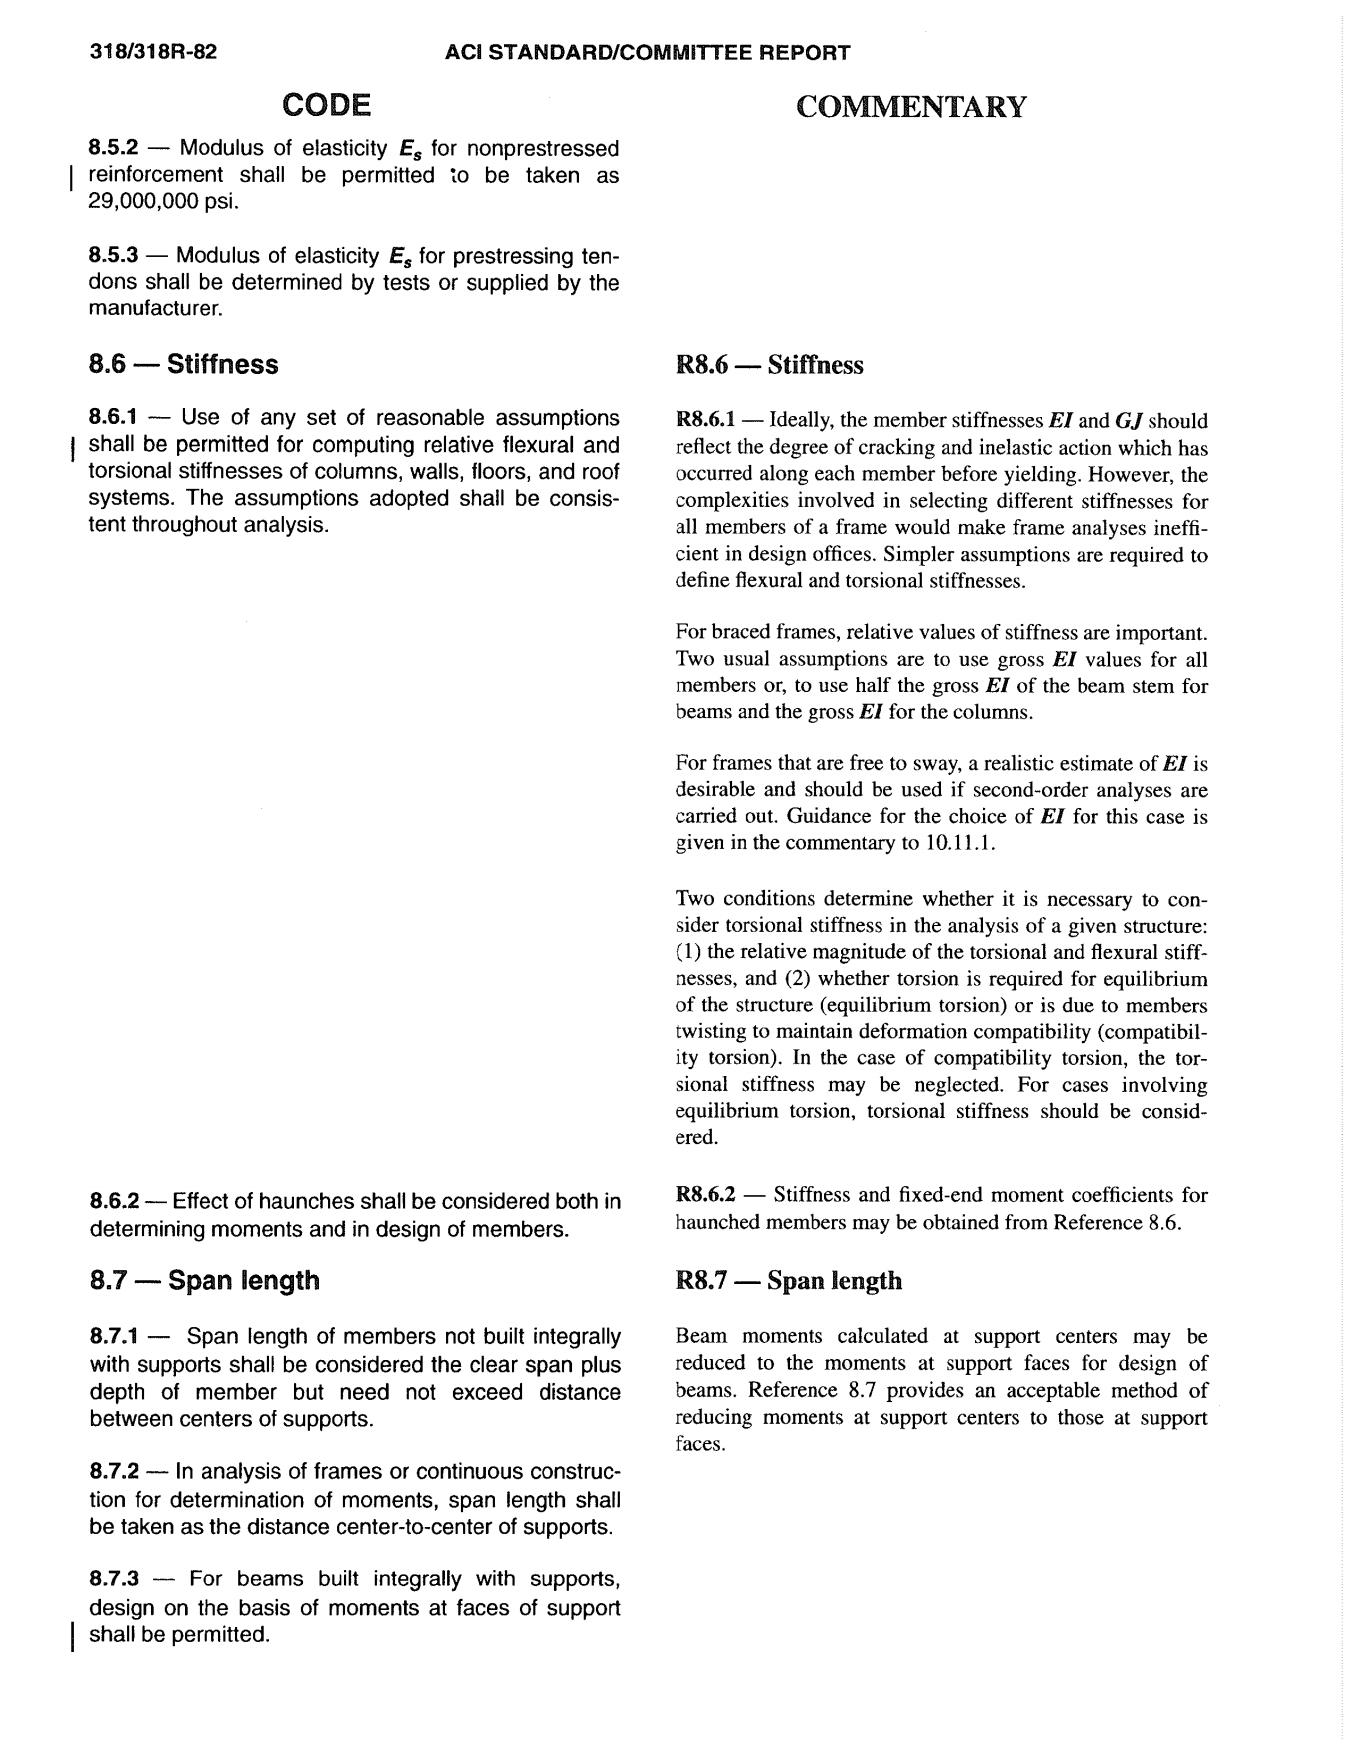 318/318R-82
ACI STANDARD/COMMITTEE REPORT
CODE
8.5.2 — Modulus of elasticity Es for nonprestressed
reinforcement shall be permitted to be taken as
29,000,000 psi.
8.5.3 — Modulus of elasticity Es for prestressing ten-
dons shall be determined by tests or supplied by the
manufacturer.
8.6 — Stiffness
8.6.1 — Use of any set of reasonable assumptions
shall be permitted for computing relative flexural and
torsional stiffnesses of columns, walls, floors, and roof
systems. The assumptions adopted shall be consis-
tent throughout analysis.
8.6.2 — Effect of haunches shall be considered both in
determining moments and in design of members.
8.7 — Span length
8.7.1 — Span length of members not built integrally
with supports shall be considered the clear span plus
depth of member but need not exceed distance
between centers of supports.
8.7.2 — In analysis of frames or continuous construc-
tion for determination of moments, span length shall
be taken as the distance center-to-center of supports.
8.7.3 — For beams built integrally with supports,
design on the basis of moments at faces of support
shall be permitted.
COMMENTARY
R8.6 — Stiffness
R8.6.1 — Ideally, the member stiffnesses EI and GJ should
reflect the degree of cracking and inelastic action which has
occurred along each member before yielding. However, the
complexities involved in selecting different stiffnesses for
all members of a frame would make frame analyses ineffi-
cient in design offices. Simpler assumptions are required to
define flexural and torsional stiffnesses.
For braced frames, relative values of stiffness are important.
Two usual assumptions are to use gross EI values for all
members or, to use half the gross EI of the beam stem for
beams and the gross EI for the columns.
For frames that are free to sway, a realistic estimate of EI is
desirable and should be used if second-order analyses are
carried out. Guidance for the choice of EI for this case is
given in the commentary to 10.11.1.
Two conditions determine whether it is necessary to con-
sider torsional stiffness in the analysis of a given structure:
(1) the relative magnitude of the torsional and flexural stiff-
nesses, and (2) whether torsion is required for equilibrium
of the structure (equilibrium torsion) or is due to members
twisting to maintain deformation compatibility (compatibil-
ity torsion). In the case of compatibility torsion, the tor-
sional stiffness may be neglected. For cases involving
equilibrium torsion, torsional stiffness should be consid-
ered.
R8.6.2 — Stiffness and fixed-end moment coefficients for
haunched members may be obtained from Reference 8.6.
R8.7 — Span length
Beam moments calculated at support centers may be
reduced to the moments at support faces for design of
beams. Reference 8.7 provides an acceptable method of
reducing moments at support centers to those at support
faces.